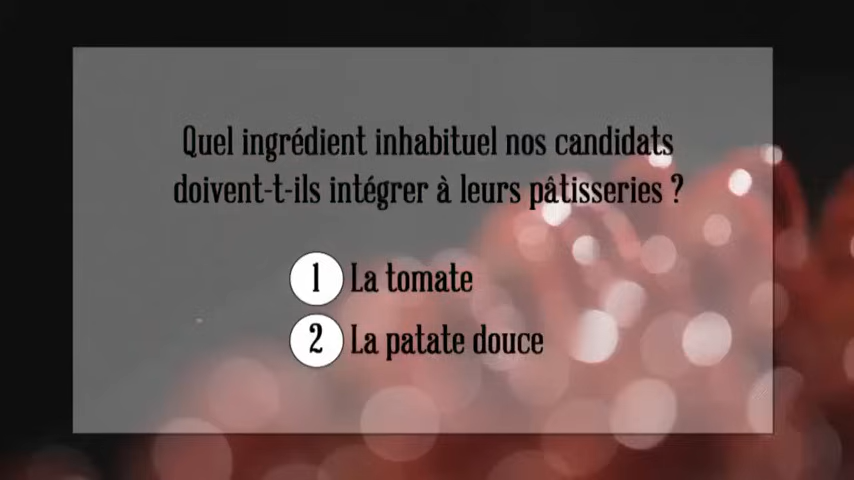 Quel ingrédient inhabituel nos candidats
doivent-t-ils intégrer à leurs pâtisseries ?
1 La tomate
2 La patate douce